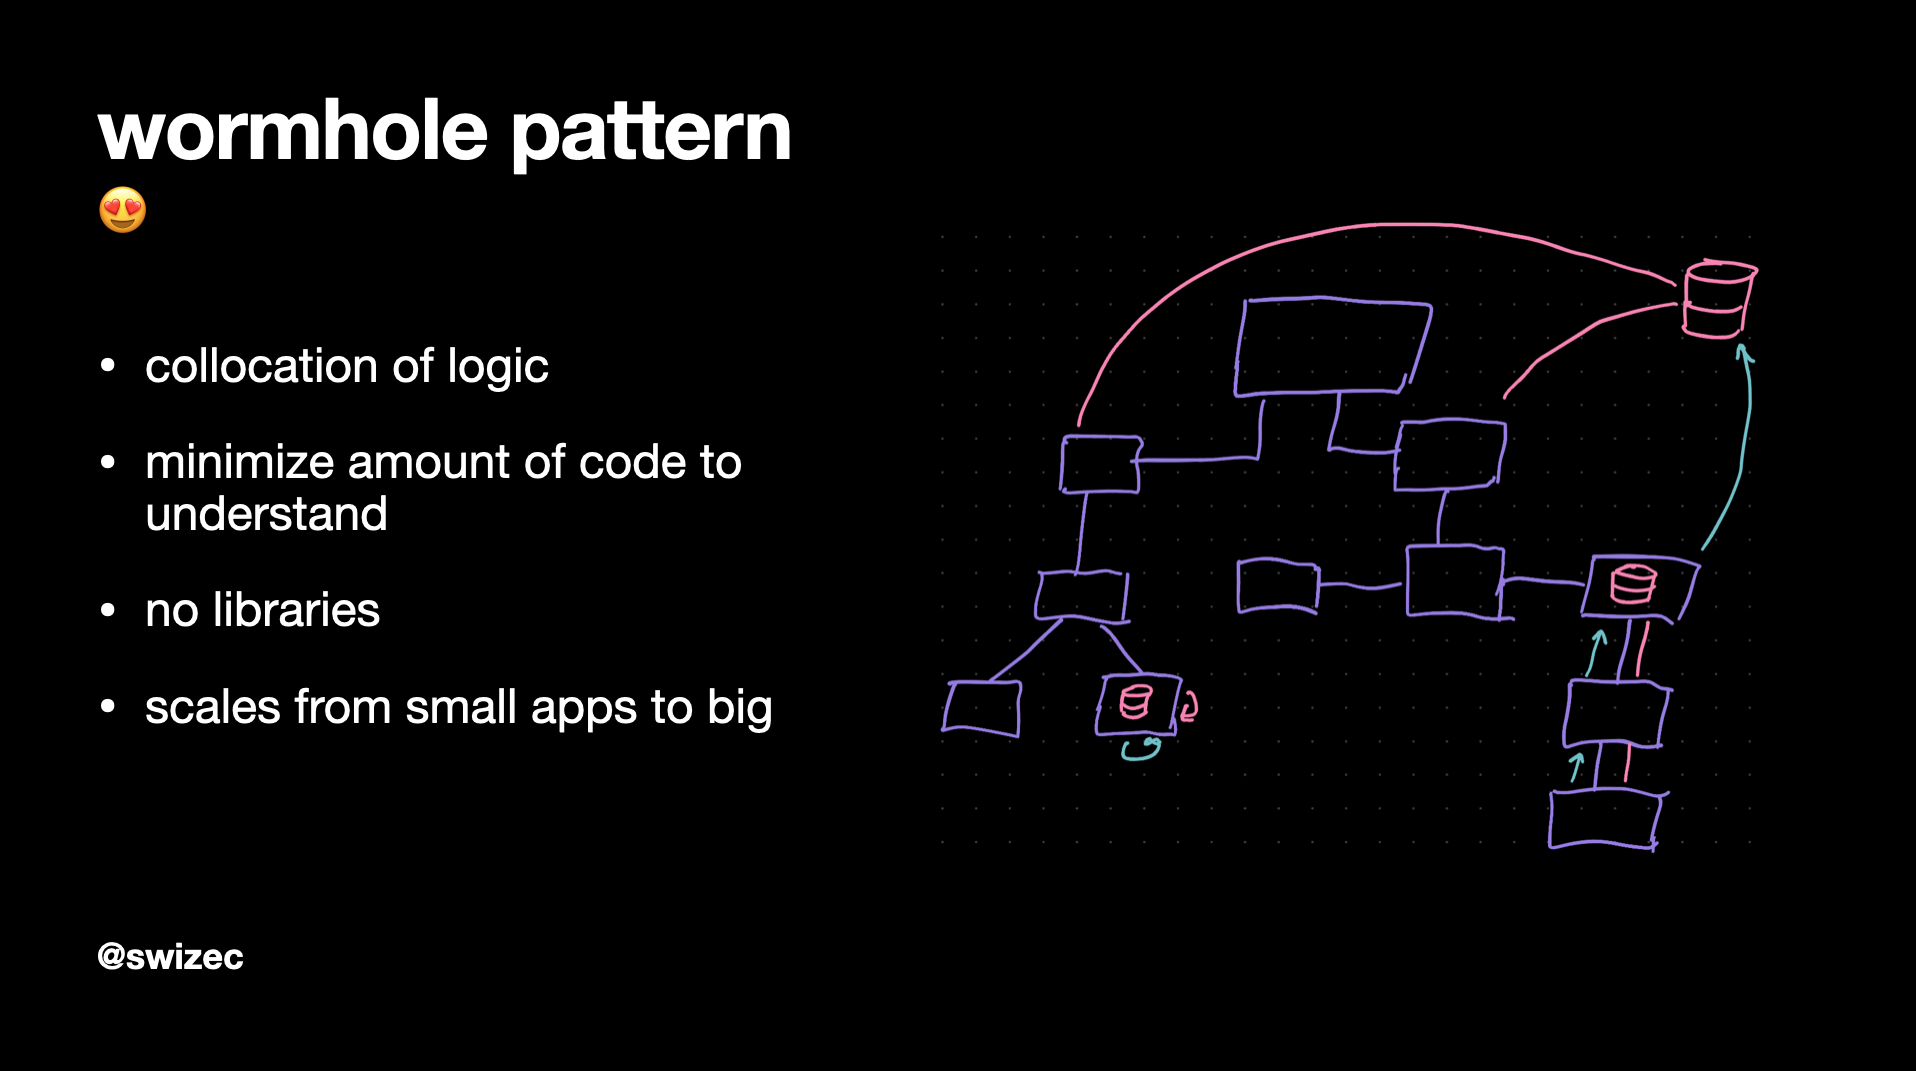 wormhole pattern
😍
• collocation of logic
• minimize amount of code to
understand
• no libraries
• scales from small apps to big
@swizec